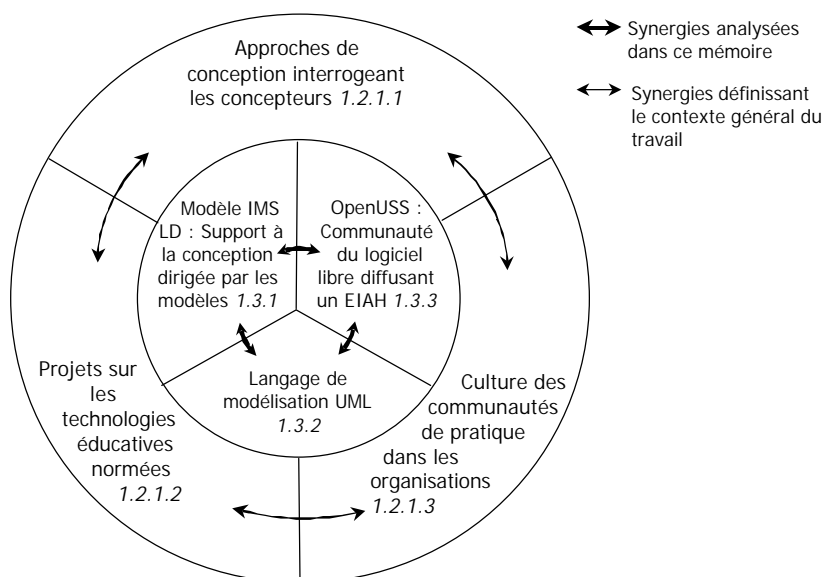 Approches de
conception interrogeant
les concepteurs 1.2.1.1
Synergies analysées
dans ce mémoire
Synergies définissant
le contexte général du
travail
Modèle IMS
LD : Support à
la conception
dirigée par les
modèles 1.3.1
OpenUSS :
Communauté
du logiciel
libre diffusant
un EIAH 1.3.3
Langage de
modélisation UML
1.3.2
Projets sur
les
technologies
éducatives
normées
1.2.1.2
Culture des
communautés
de pratique
dans les
organisations
1.2.1.3